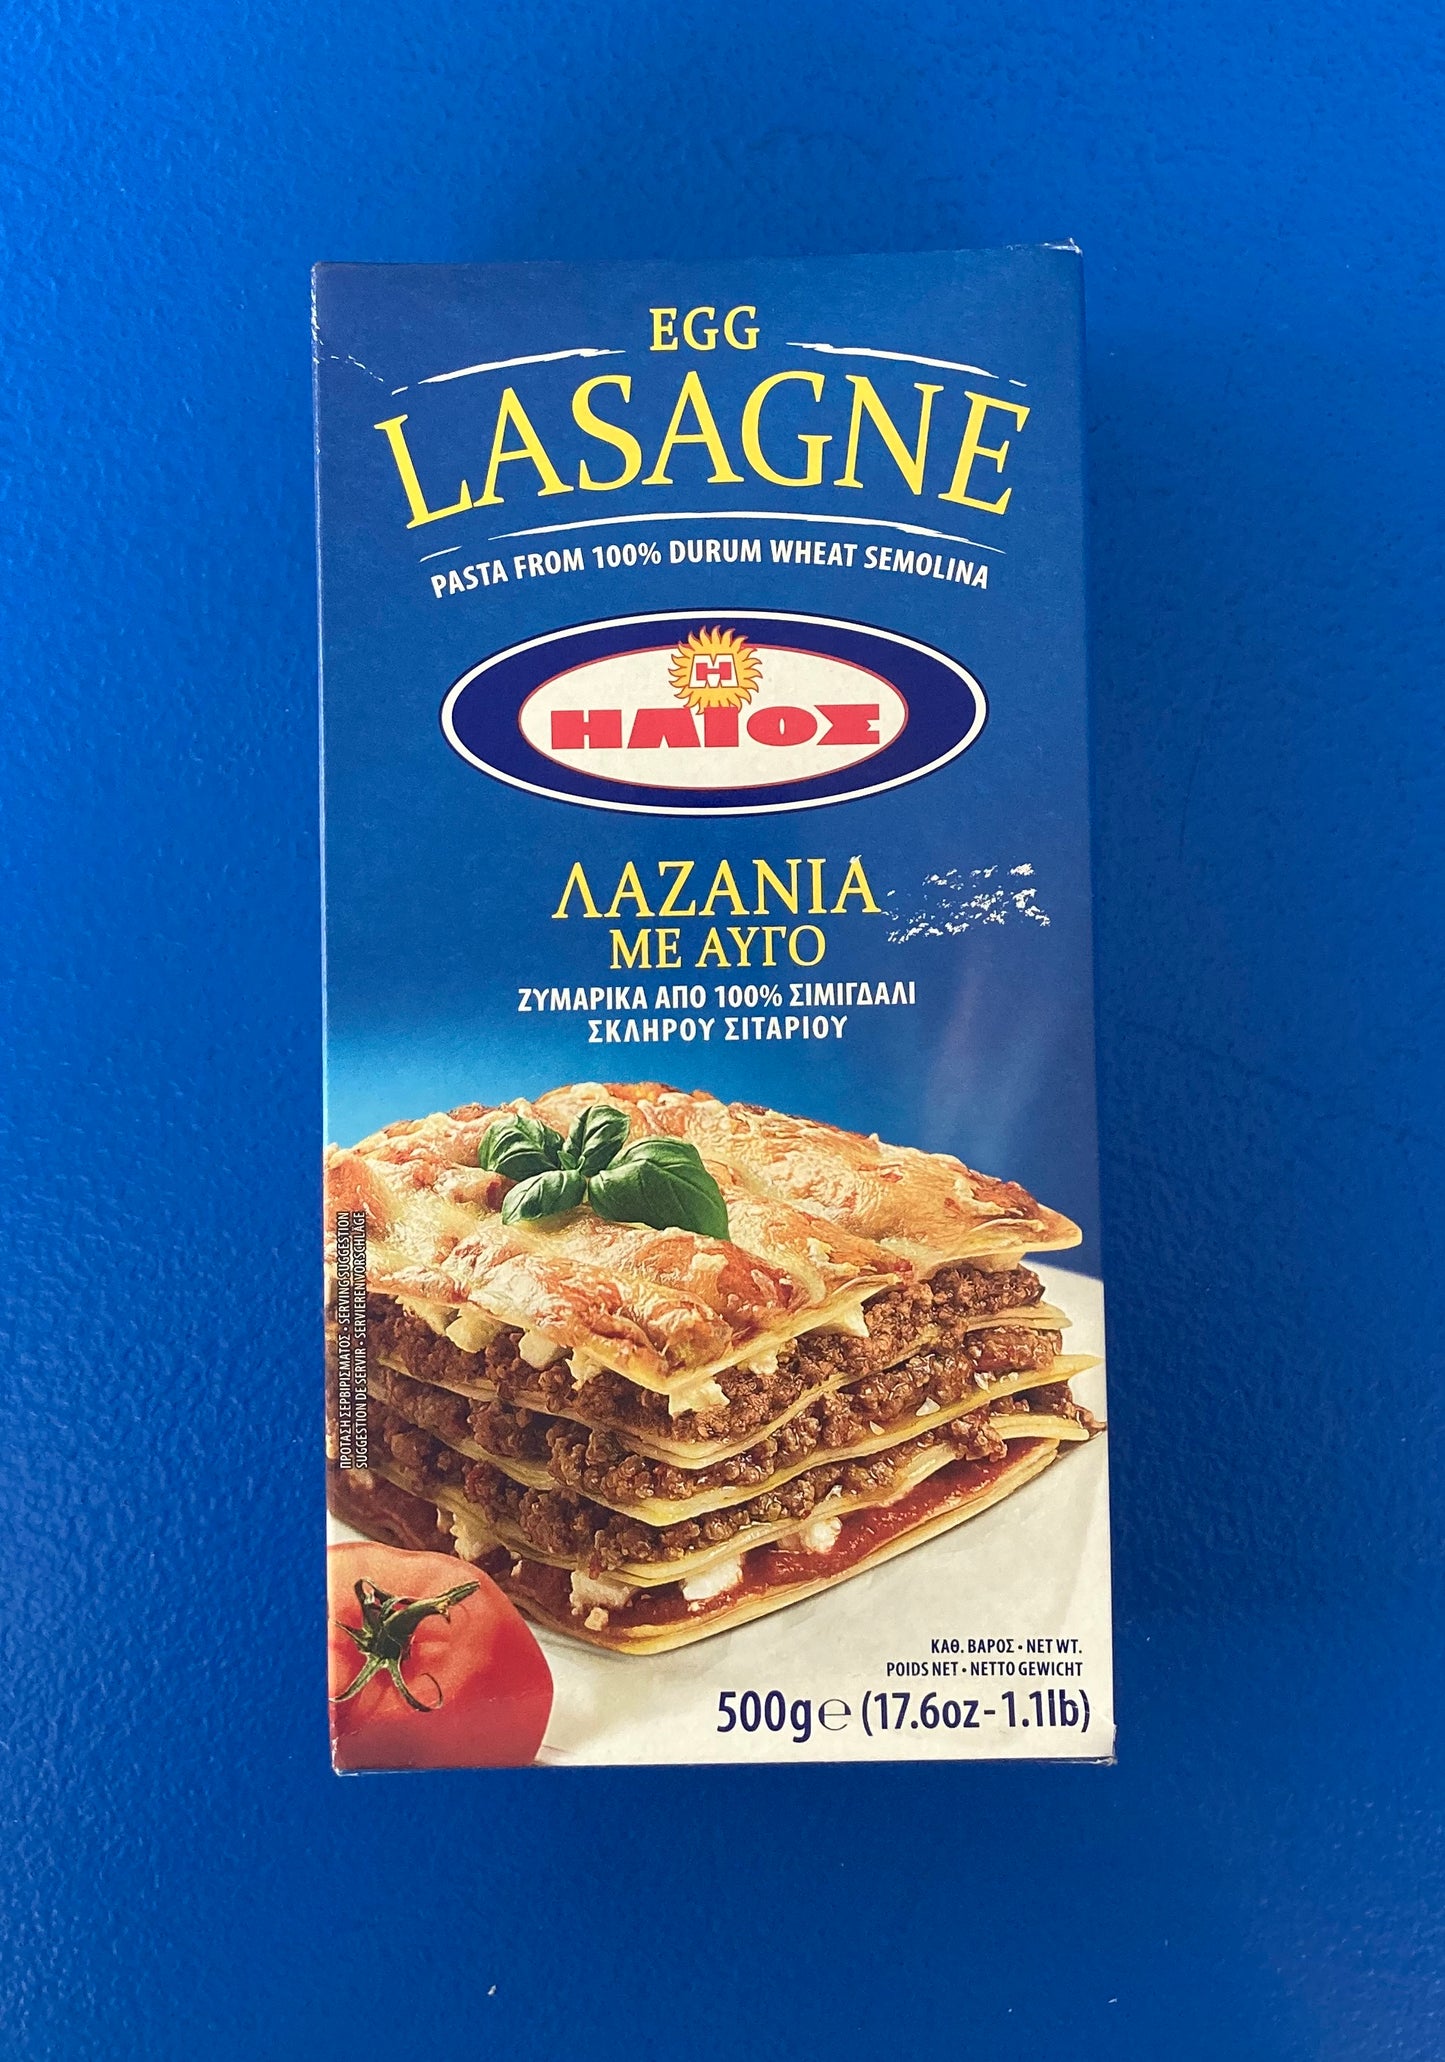 EGG
LASAGNE
PASTA FROM 100% DURUM WHEAT SEMOLINA
M
ΗΛΙΟΣ
ΛΑΖΑΝΙΑ
ΜΕ ΑΥΓΟ
ΖΥΜΑΡΙΚΑ ΑΠΟ 100% ΣΙΜΙΓΔΑΛΙ
ΣΚΛΗΡΟΥ ΣΙΤΑΡΙΟΥ
ΠΡΟΤΑΣΗ ΣΕΡΒΙΡΙΣΜΑΤΟΣ • SERVING SUGGESTION
SUGGESTION DE SERVIR • SERVIERENVORSCHLÄGE
ΚΑΘ. ΒΑΡΟΣ • NET WT.
POIDS NET • NETTO GEWICHT
500g℮ (17.6oz-1.1lb)